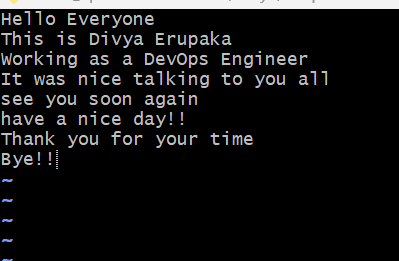 Hello Everyone
This is Divya Erupaka
Working as a DevOps Engineer
It was nice talking to you all
see you soon again
have a nice day!!
Thank you for your time
Bye!!
~
~
~
~
~